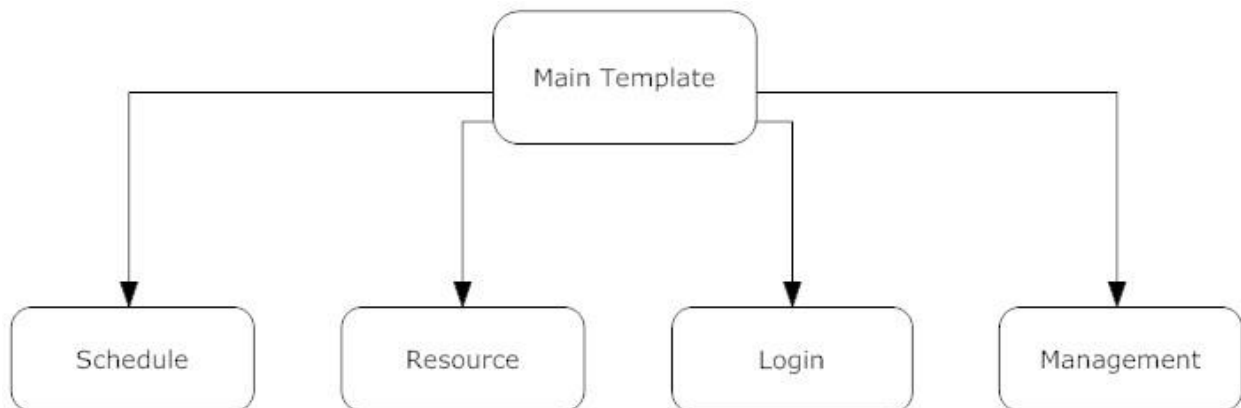 Main Template
Schedule
Resource
Login
Management